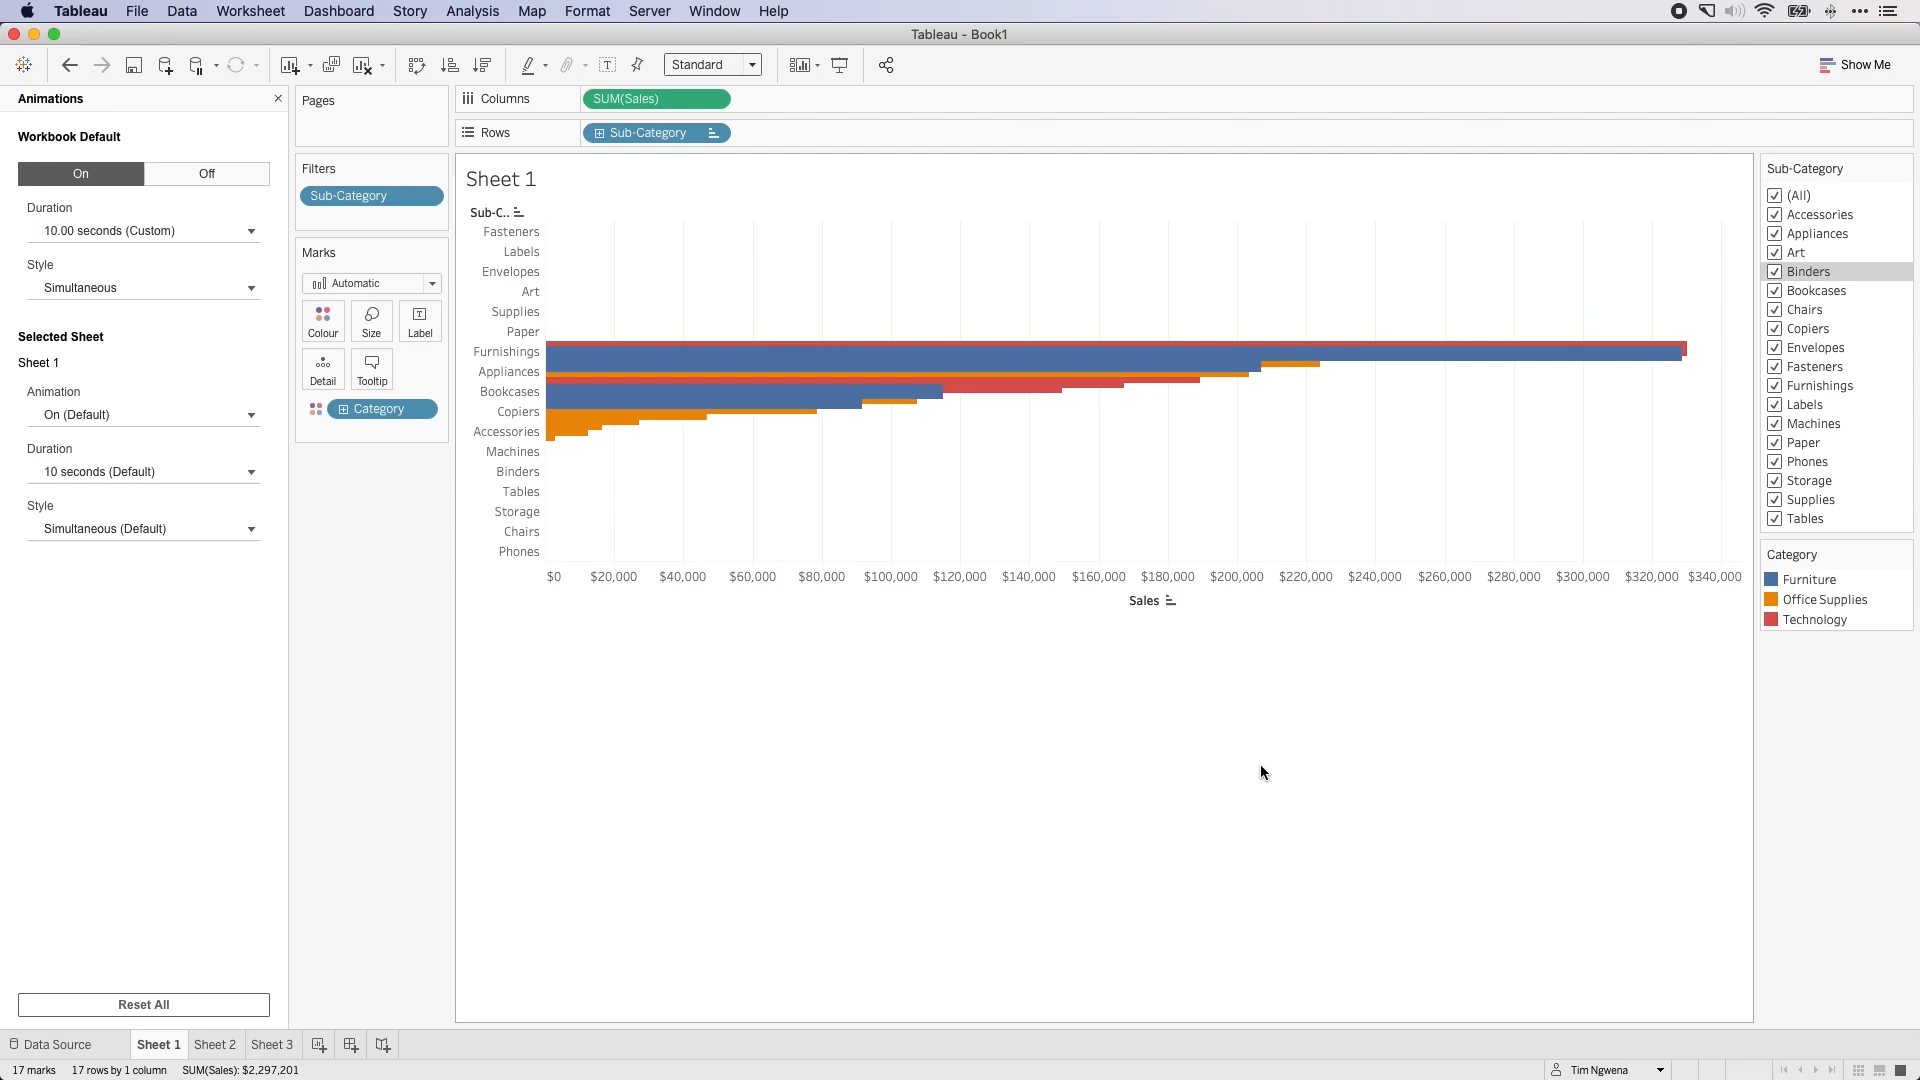 Tableau File Data Worksheet Dashboard Story Analysis Map Format Server Window Help
Tableau - Book1
Standard
Show Me
Animations
Workbook Default
On Off
Duration
10.00 seconds (Custom)
Style
Simultaneous
Selected Sheet
Sheet 1
Animation
On (Default)
Duration
10 seconds (Default)
Style
Simultaneous (Default)
Reset All
Pages
Filters
Sub-Category
Marks
Automatic
Colour Size Label
Detail Tooltip
Category
Columns SUM(Sales)
Rows Sub-Category
Sheet 1
Sub-C..
Fasteners
Labels
Envelopes
Art
Supplies
Paper
Furnishings
Appliances
Bookcases
Copiers
Accessories
Machines
Binders
Tables
Storage
Chairs
Phones
$0 $20,000 $40,000 $60,000 $80,000 $100,000 $120,000 $140,000 $160,000 $180,000 $200,000 $220,000 $240,000 $260,000 $280,000 $300,000 $320,000 $340,000
Sales
Sub-Category
(All)
Accessories
Appliances
Art
Binders
Bookcases
Chairs
Copiers
Envelopes
Fasteners
Furnishings
Labels
Machines
Paper
Phones
Storage
Supplies
Tables
Category
Furniture
Office Supplies
Technology
Data Source Sheet 1 Sheet 2 Sheet 3
17 marks 17 rows by 1 column SUM(Sales): $2,297,201
Tim Ngwena